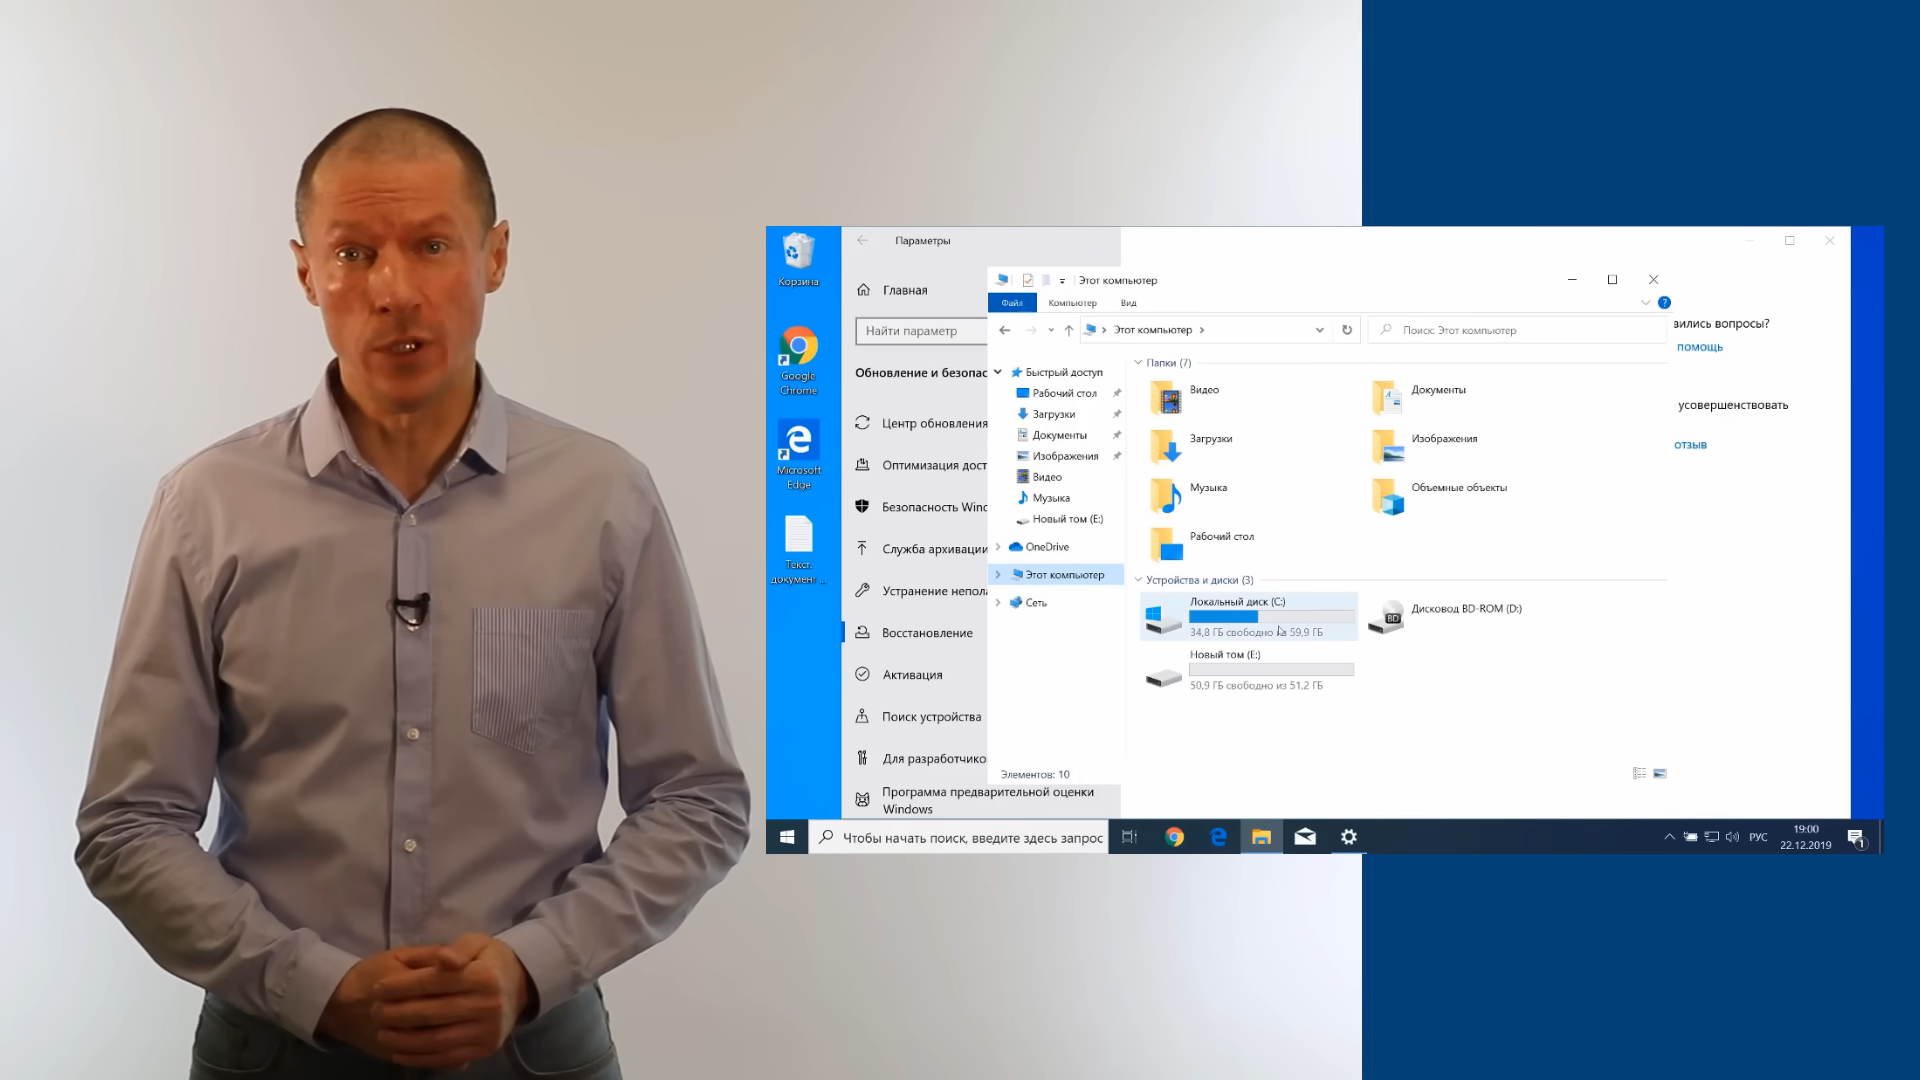 Корзина
Google
Chrome
Microsoft
Edge
Текст.
документ ...
Параметры
Главная
Найти параметр
Обновление и безопас
Центр обновления
Оптимизация дост
Безопасность Wind
Служба архивации
Устранение непола
Восстановление
Активация
Поиск устройства
Для разработчико
Программа предварительной оценки
Windows
вились вопросы?
помощь
усовершенствовать
отзыв
Этот компьютер
Файл
Компьютер
Вид
Этот компьютер
Поиск: Этот компьютер
Быстрый доступ
Рабочий стол
Загрузки
Документы
Изображения
Видео
Музыка
Новый том (E:)
OneDrive
Этот компьютер
Сеть
Папки (7)
Видео
Документы
Загрузки
Изображения
Музыка
Объемные объекты
Рабочий стол
Устройства и диски (3)
Локальный диск (C:)
34,8 ГБ свободно из 59,9 ГБ
Дисковод BD-ROM (D:)
BD
Новый том (E:)
50,9 ГБ свободно из 51,2 ГБ
Элементов: 10
Чтобы начать поиск, введите здесь запрос
РУС
19:00
22.12.2019
1